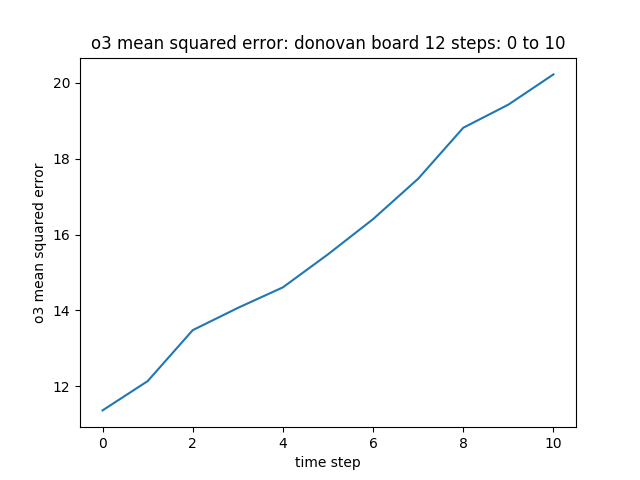 o3 mean squared error: donovan board 12 steps: 0 to 10
o3 mean squared error
20
18
16
14
12
0 2 4 6 8 10
time step